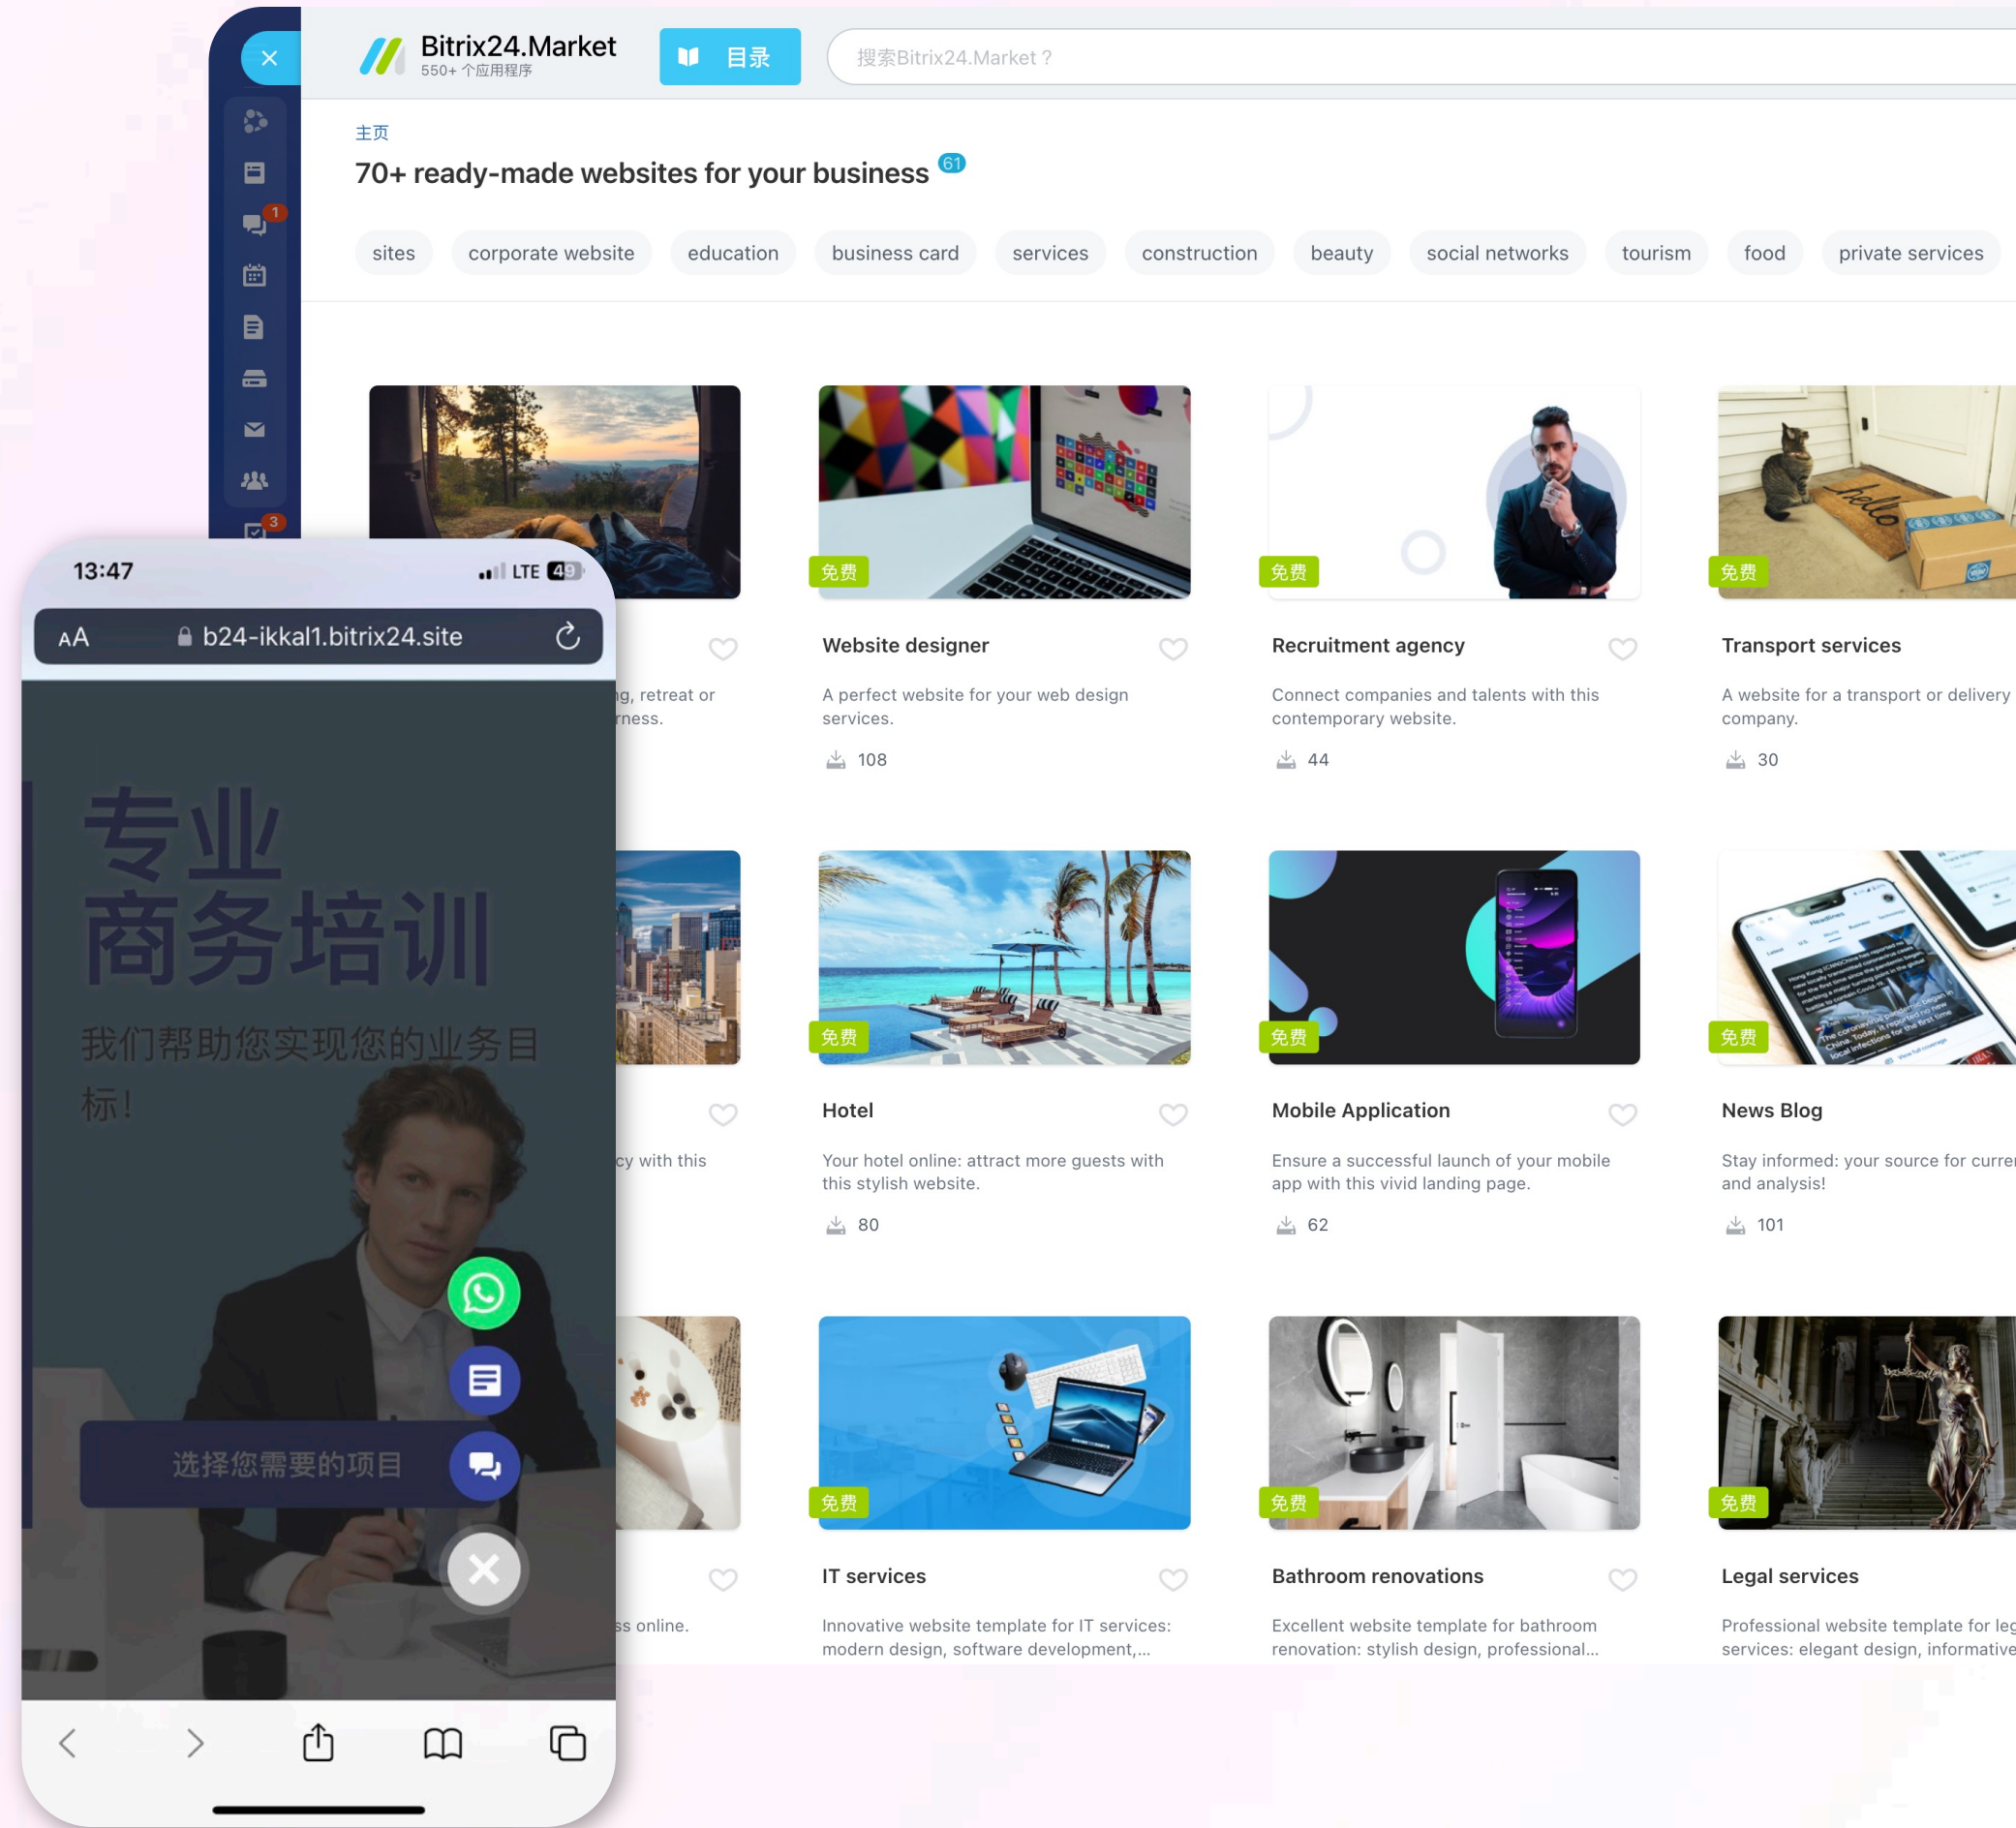 Bitrix24.Market
550+ 个应用程序
目录
搜索Bitrix24.Market ?
主页
70+ ready-made websites for your business 61
sites corporate website education business card services construction beauty social networks tourism food private services
1
3
免费
免费
免费
Website designer
Recruitment agency
Transport services
retreat or
A perfect website for your web design
services.
Connect companies and talents with this
contemporary website.
A website for a transport or delivery
company.
108
44
30
免费
免费
免费
Hotel
Mobile Application
News Blog
with this
Your hotel online: attract more guests with
this stylish website.
Ensure a successful launch of your mobile
app with this vivid landing page.
Stay informed: your source for
and analysis!
80
62
101
免费
免费
免费
IT services
Bathroom renovations
Legal services
online.
Innovative website template for IT services:
modern design, software development,...
Excellent website template for bathroom
renovation: stylish design, professional...
Professional website template for
services: elegant design, informative
13:47
LTE 49
AA b24-ikkal1.bitrix24.site
专业
商务培训
我们帮助您实现您的业务目
标!
选择您需要的项目
hello
Headlines